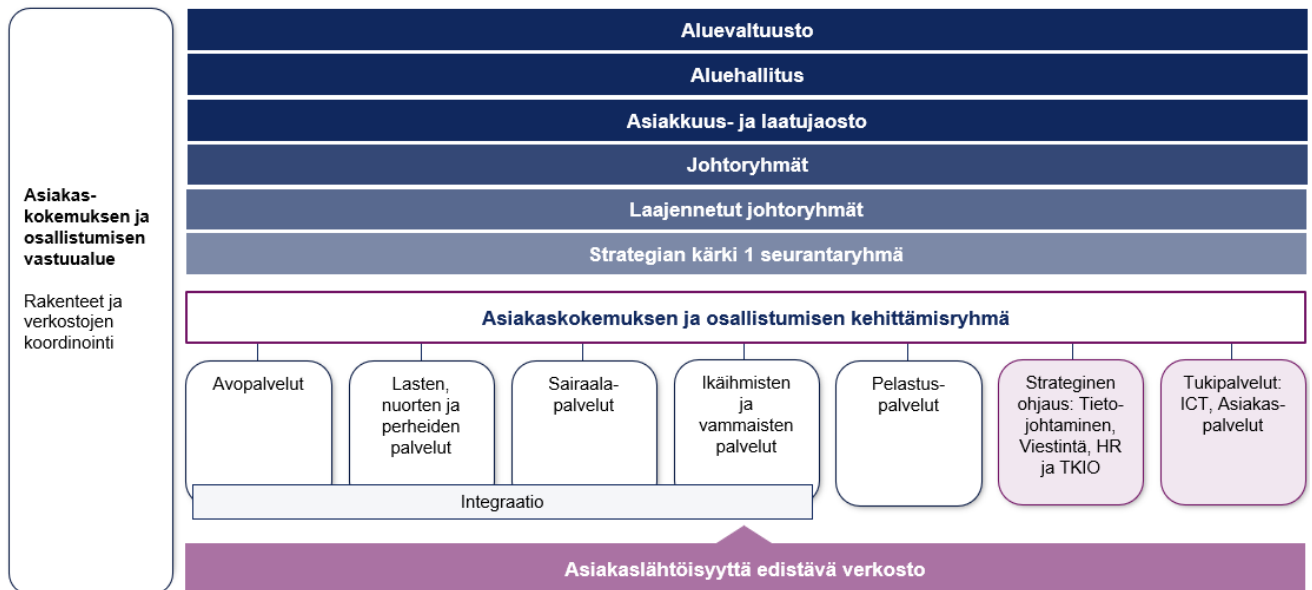 Asiakas-
kokemuksen ja
osallistumisen
vastuualue
Rakenteet ja
verkostojen
koordinointi
Aluevaltuusto
Aluehallitus
Asiakkuus- ja laatujaosto
Johtoryhmät
Laajennetut johtoryhmät
Strategian kärki 1 seurantaryhmä
Asiakaskokemuksen ja osallistumisen kehittämisryhmä
Avopalvelut
Lasten,
nuorten ja
perheiden
palvelut
Sairaala-
palvelut
Ikäihmisten
ja
vammaisten
palvelut
Pelastus-
palvelut
Strateginen
ohjaus: Tieto-
johtaminen,
Viestintä, HR
ja TKIO
Tukipalvelut:
ICT, Asiakas-
palvelut
Integraatio
Asiakaslähtöisyyttä edistävä verkosto